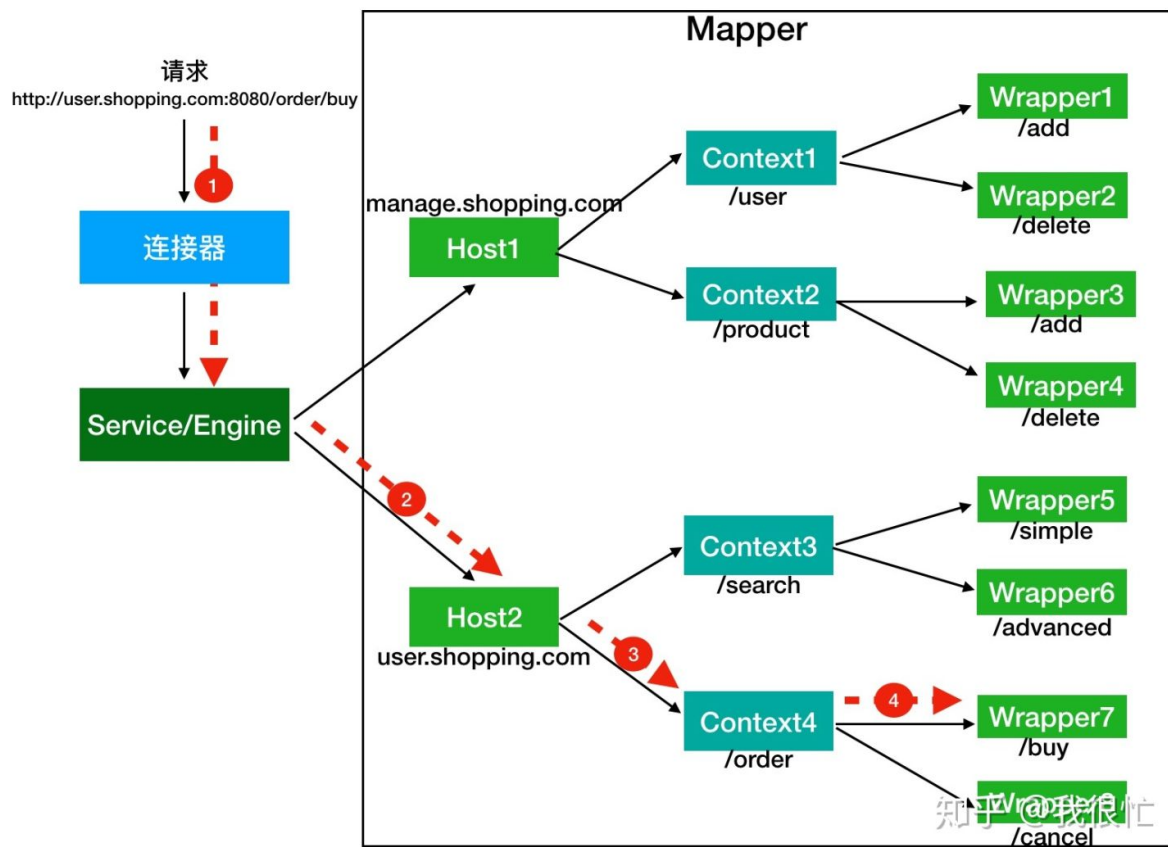 Mapper
请求
http://user.shopping.com:8080/order/buy
1
连接器
Service/Engine
manage.shopping.com
Host1
Context1
/user
Wrapper1
/add
Wrapper2
/delete
Context2
/product
Wrapper3
/add
Wrapper4
/delete
2
Host2
user.shopping.com
Context3
/search
Wrapper5
/simple
Wrapper6
/advanced
3
Context4
/order
4
Wrapper7
/buy
/cancel
知乎 @我很忙